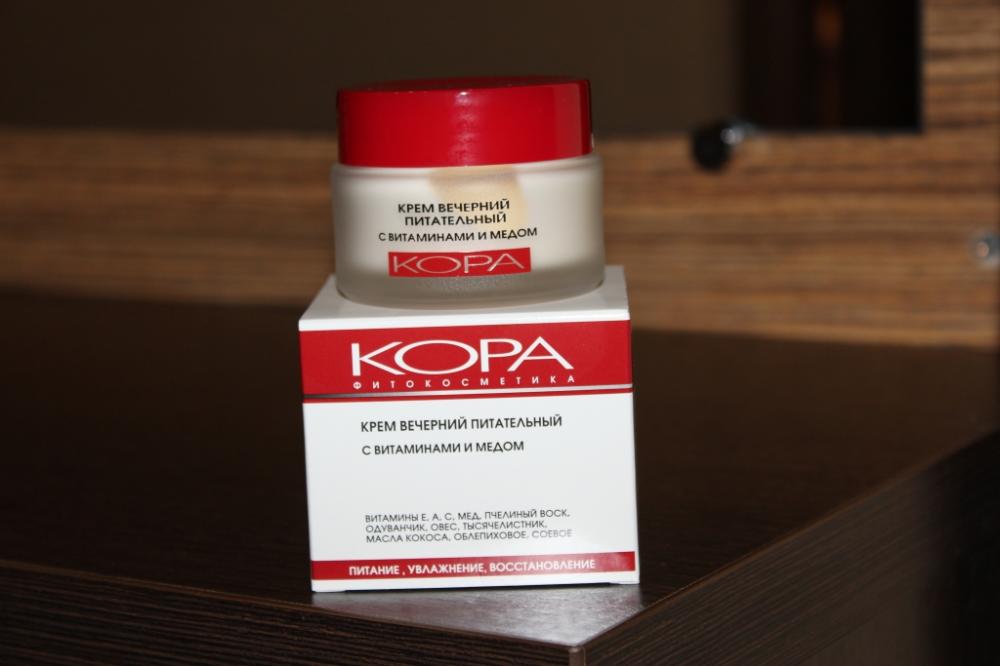 КРЕМ ВЕЧЕРНИЙ
ПИТАТЕЛЬНЫЙ
С ВИТАМИНАМИ И МЕДОМ
КОРА
КОРА
ФИТОКОСМЕТИКА
КРЕМ ВЕЧЕРНИЙ ПИТАТЕЛЬНЫЙ
С ВИТАМИНАМИ И МЕДОМ
ВИТАМИНЫ Е, А, С, МЕД, ПЧЕЛИНЫЙ ВОСК,
ОДУВАНЧИК, ОВЕС, ТЫСЯЧЕЛИСТНИК,
МАСЛА КОКОСА, ОБЛЕПИХОВОЕ, СОЕВОЕ
ПИТАНИЕ , УВЛАЖНЕНИЕ, ВОССТАНОВЛЕНИЕ